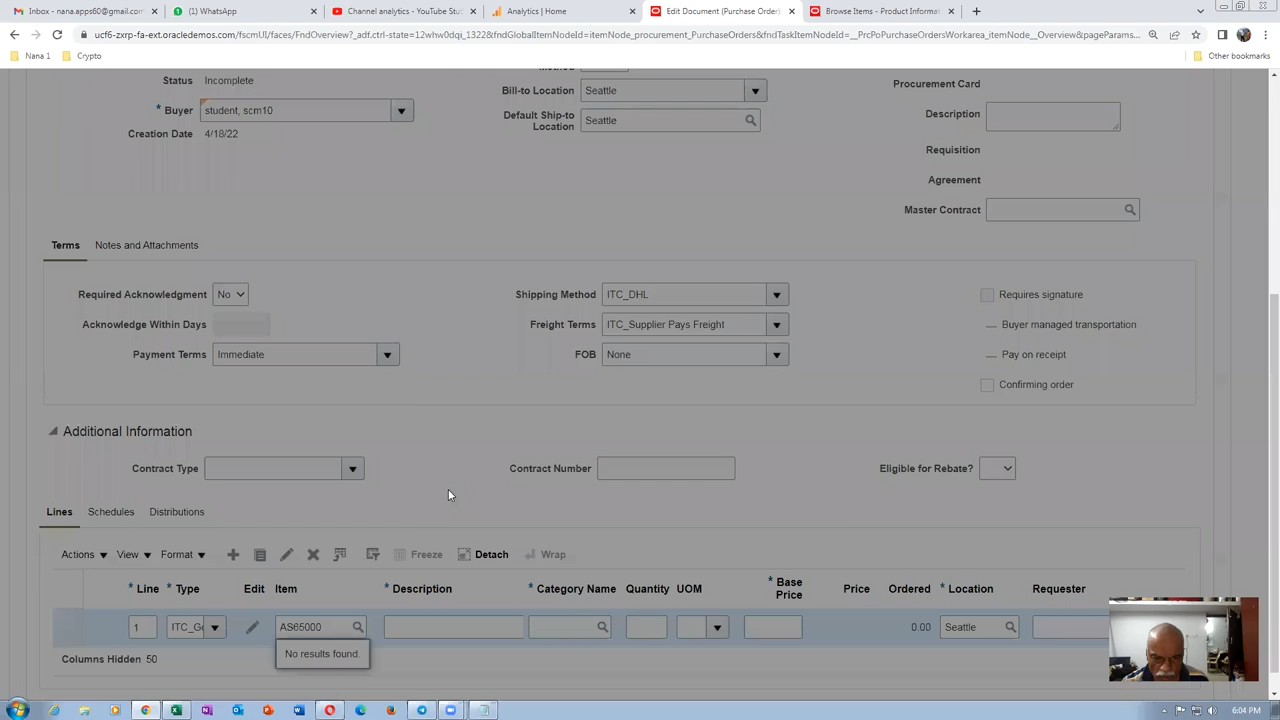 Inbox - nana.apps60@gmail.com
(1) WhatsApp
Channel analytics - YouTube Stu
Analytics | Home
Edit Document (Purchase Order)
Browse Items - Product Informat
ucf6-zxrp-fa-ext.oracledemos.com/fscmUI/faces/FndOverview?_adf.ctrl-state=12whw0dqi_1322&fndGlobalItemNodeId=itemNode_procurement_PurchaseOrders&fndTaskItemNodeId=__PrcPoPurchaseOrdersWorkarea_itemNode__Overview&pageParams...
Nana 1
Crypto
Other bookmarks
Status Incomplete
Bill-to Location Seattle
Procurement Card
* Buyer student, scm10
Default Ship-to Location Seattle
Description
Creation Date 4/18/22
Requisition
Agreement
Master Contract
Terms Notes and Attachments
Required Acknowledgment No
Shipping Method ITC_DHL
Requires signature
Acknowledge Within Days
Freight Terms ITC_Supplier Pays Freight
Buyer managed transportation
Payment Terms Immediate
FOB None
Pay on receipt
Confirming order
Additional Information
Contract Type
Contract Number
Eligible for Rebate?
Lines Schedules Distributions
Actions View Format Freeze Detach Wrap
* Line * Type Edit Item * Description * Category Name Quantity UOM * Base Price Price Ordered * Location Requester
1 ITC_Go AS65000 0.00 Seattle
No results found.
Columns Hidden 50
6:04 PM